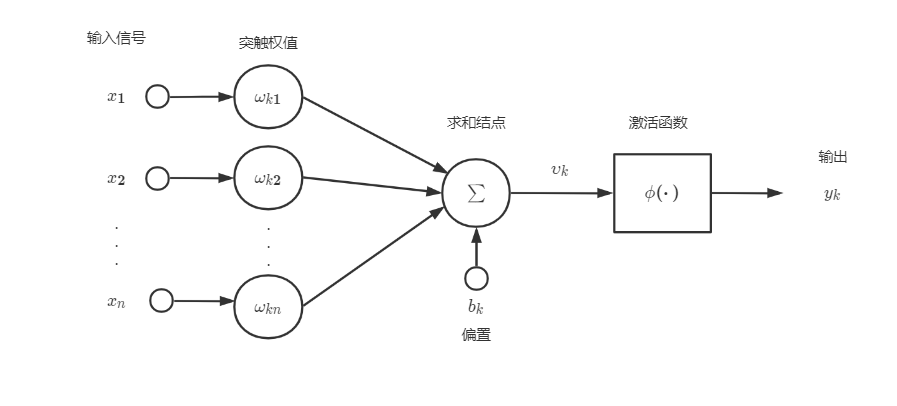 输入信号
突触权值
x1
ωk1
求和结点
激活函数
输出
x2
ωk2
∑
υk
ϕ(·)
yk
xn
ωkn
bk
偏置